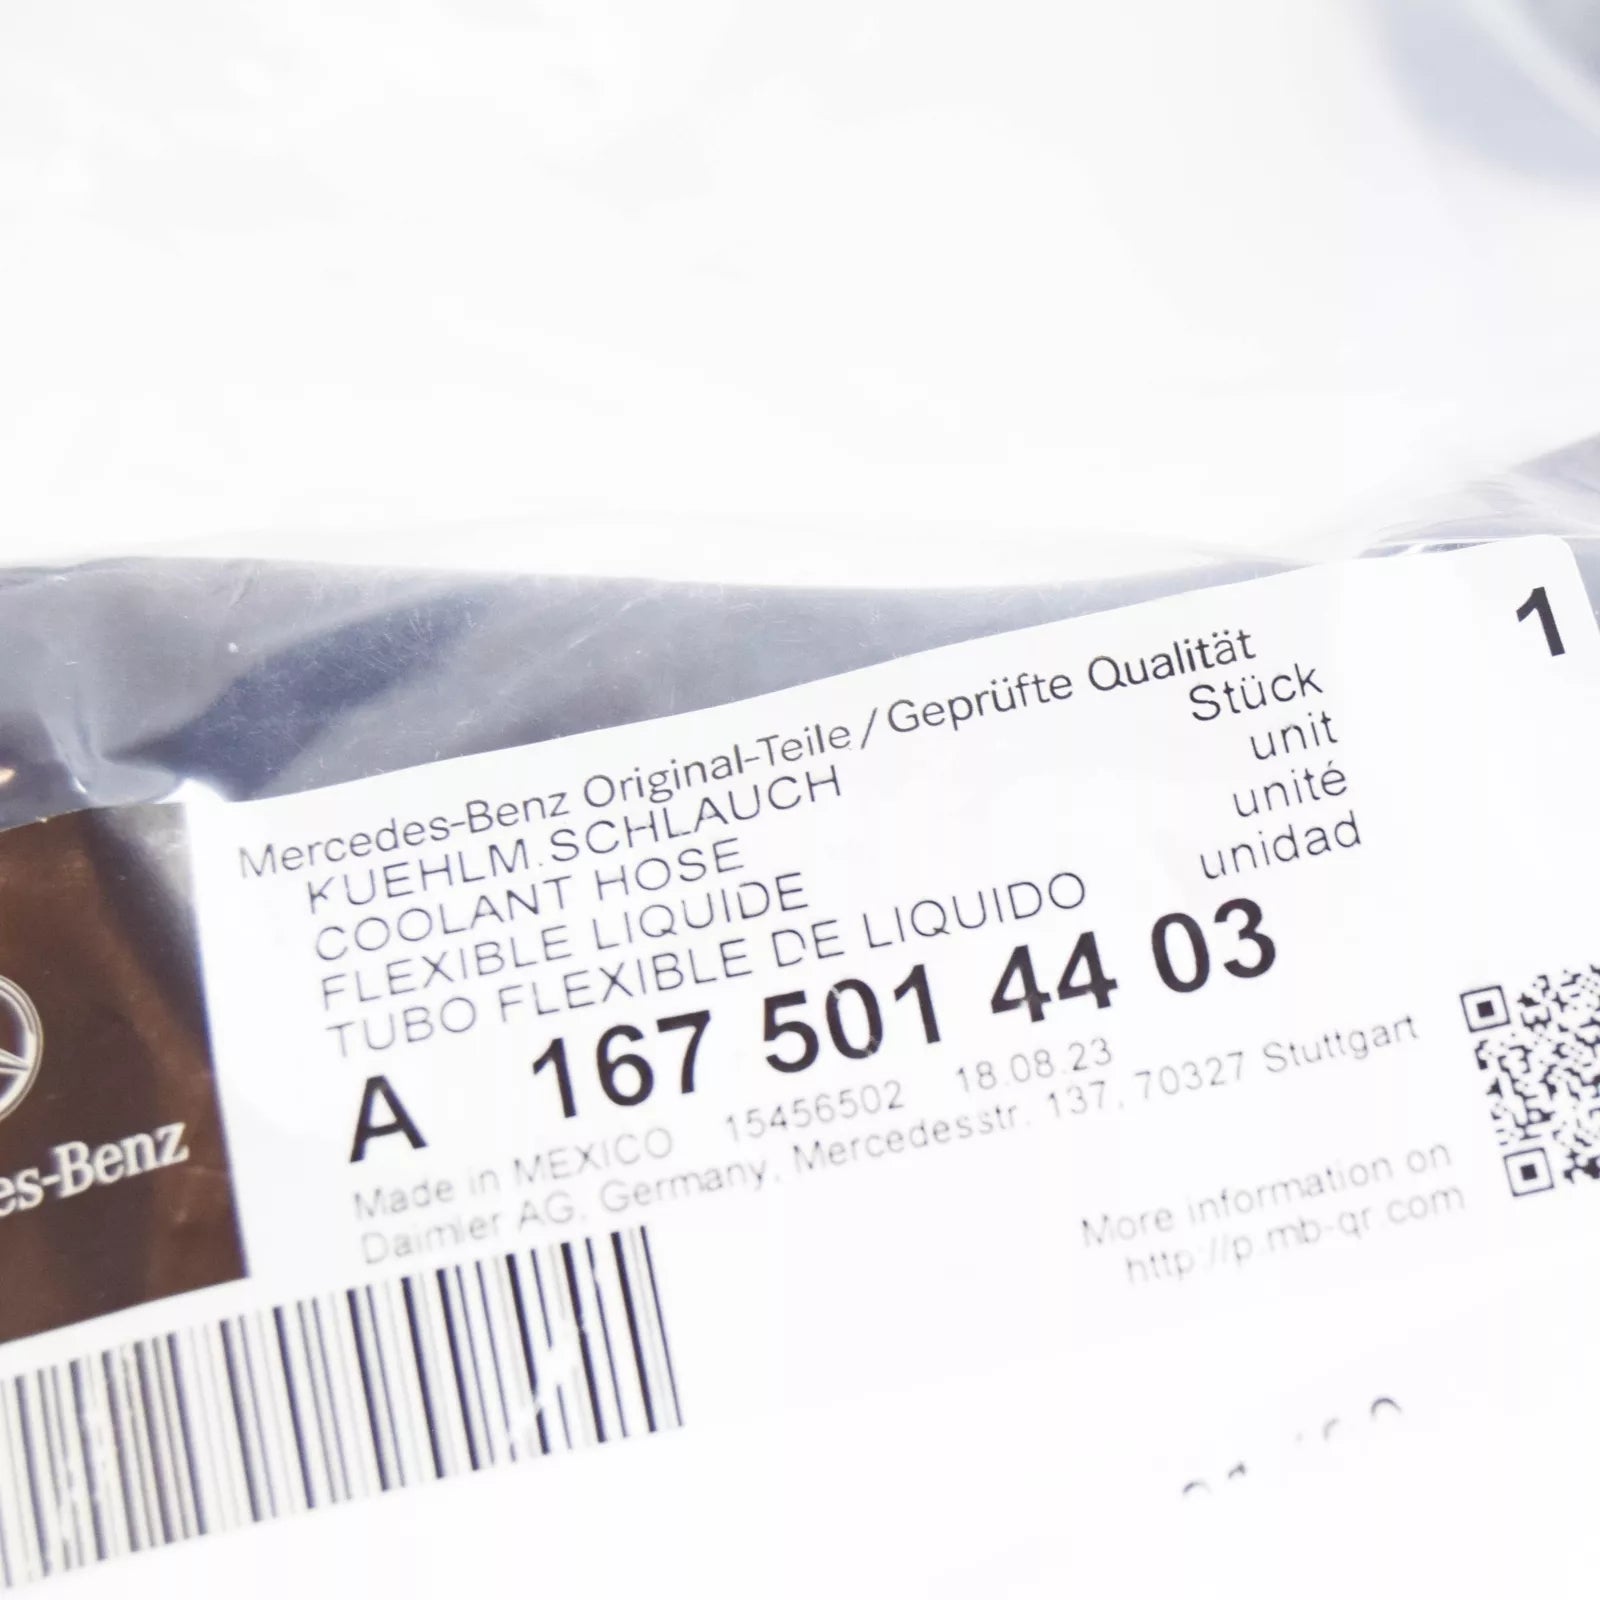 Mercedes-Benz Original-Teile/Geprüfte Qualität
1
KUEHLM.SCHLAUCH
Stück
COOLANT HOSE
unit
FLEXIBLE LIQUIDE
unité
TUBO FLEXIBLE DE LIQUIDO
unidad
A 167 501 44 03
Made in MEXICO 15456502 18.08.23
Daimler AG, Germany, Mercedesstr. 137, 70327 Stuttgart
More information on
http://p.mb-qr.com
es-Benz